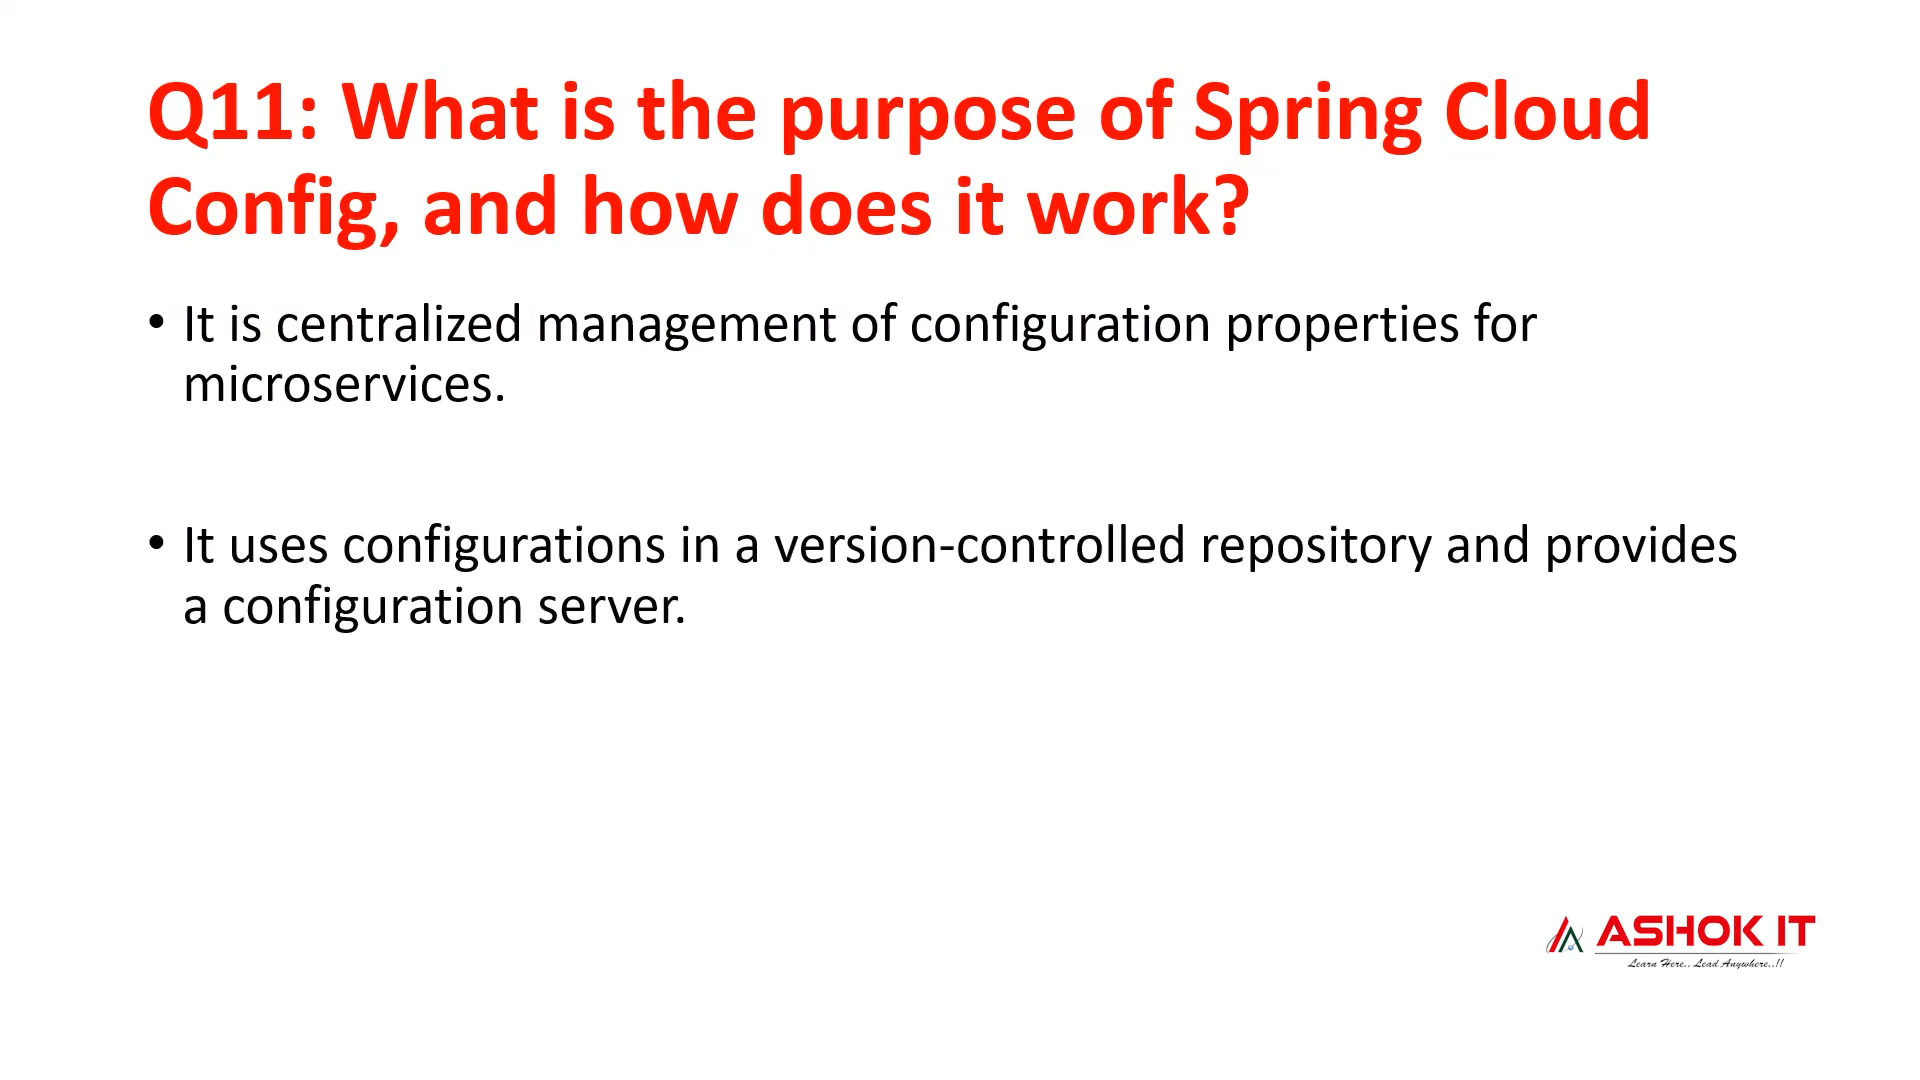 Q11: What is the purpose of Spring Cloud
Config, and how does it work?
• It is centralized management of configuration properties for
microservices.
• It uses configurations in a version-controlled repository and provides
a configuration server.
ASHOK IT
Learn Here.. Lead Anywhere..!!